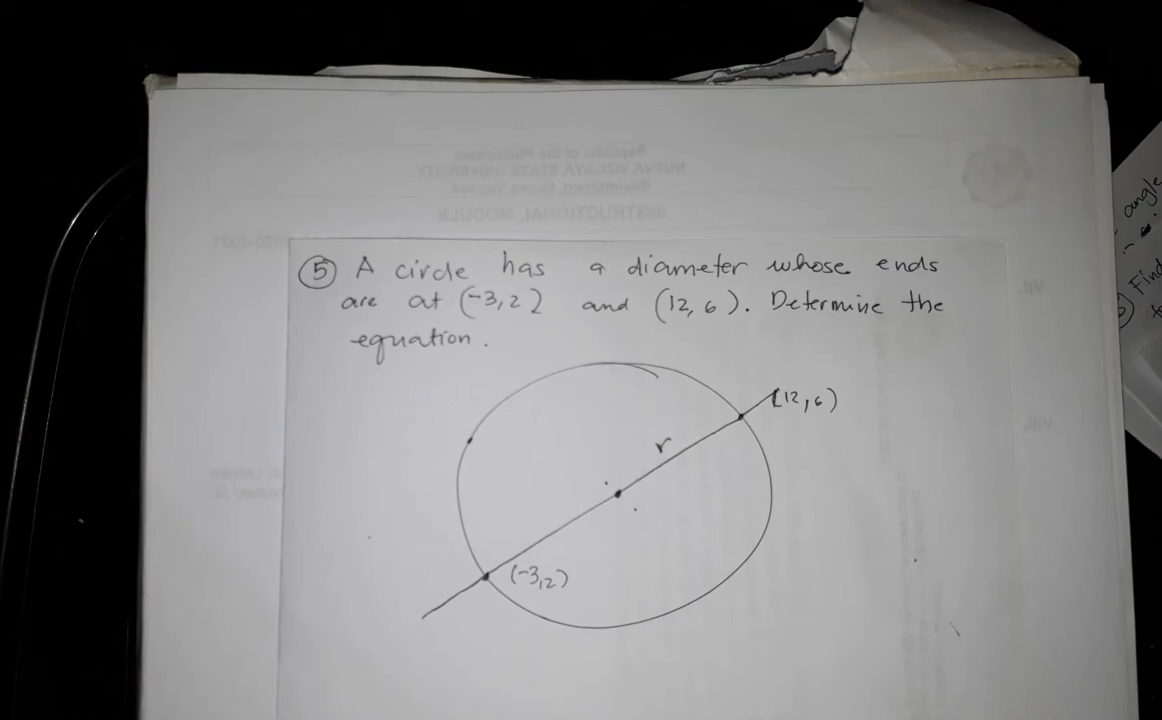 ⑤ A circle has a diameter whose ends
are at (-3,2) and (12,6). Determine the
equation.
(12,6)
r
(-3,2)
angle
Find